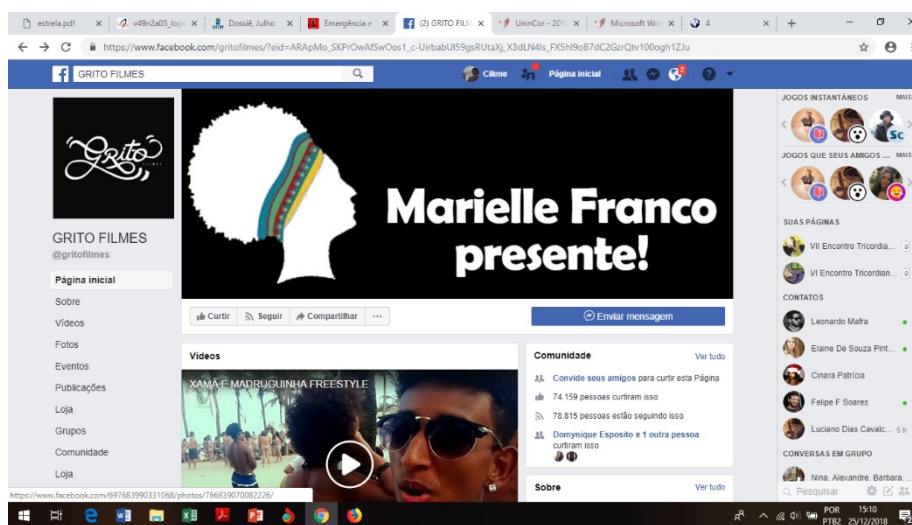 estrela.pdf
v49n2a05_lop
Dossiê, Julho
Emergência e
(2) GRITO FILM
UninCor - 201
Microsoft Wor
4
https://www.facebook.com/gritofilmes/?eid=ARApMo_SKPrOwAfSwOos1_c-UirbabUI59gsRUtaXj_X3dLN4ls_FX5hI9o87dC2GzrQtv100ogh1ZJu
GRITO FILMES
Cilene
Página inicial
2
Grito
FILMES
GRITO FILMES
@gritofilmes
Página inicial
Sobre
Vídeos
Fotos
Eventos
Publicações
Loja
Grupos
Comunidade
Loja
Marielle Franco
presente!
Curtir
Seguir
Compartilhar
Enviar mensagem
Vídeos
XAMÃ E MADRUGUINHA FREESTYLE
Comunidade
Ver tudo
Convide seus amigos para curtir esta Página
74.159 pessoas curtiram isso
78.815 pessoas estão seguindo isso
Domynique Esposito e 1 outra pessoa
curtiram isso
Sobre
Ver tudo
JOGOS INSTANTÂNEOS
MAIS
Sc
JOGOS QUE SEUS AMIGOS ...
MAIS
SUAS PÁGINAS
VII Encontro Tricordia...
9
VI Encontro Tricordian...
CONTATOS
Leonardo Mafra
Elaine De Souza Pint...
Cinara Patrícia
Felipe F Soares
Luciano Dias Cavalc...
5 h
CONVERSAS EM GRUPO
Nina, Alexandre, Barbara,
Pesquisar
https://www.facebook.com/697683990331068/photos/766839070082226/
POR
PTB2
15:10
25/12/2018